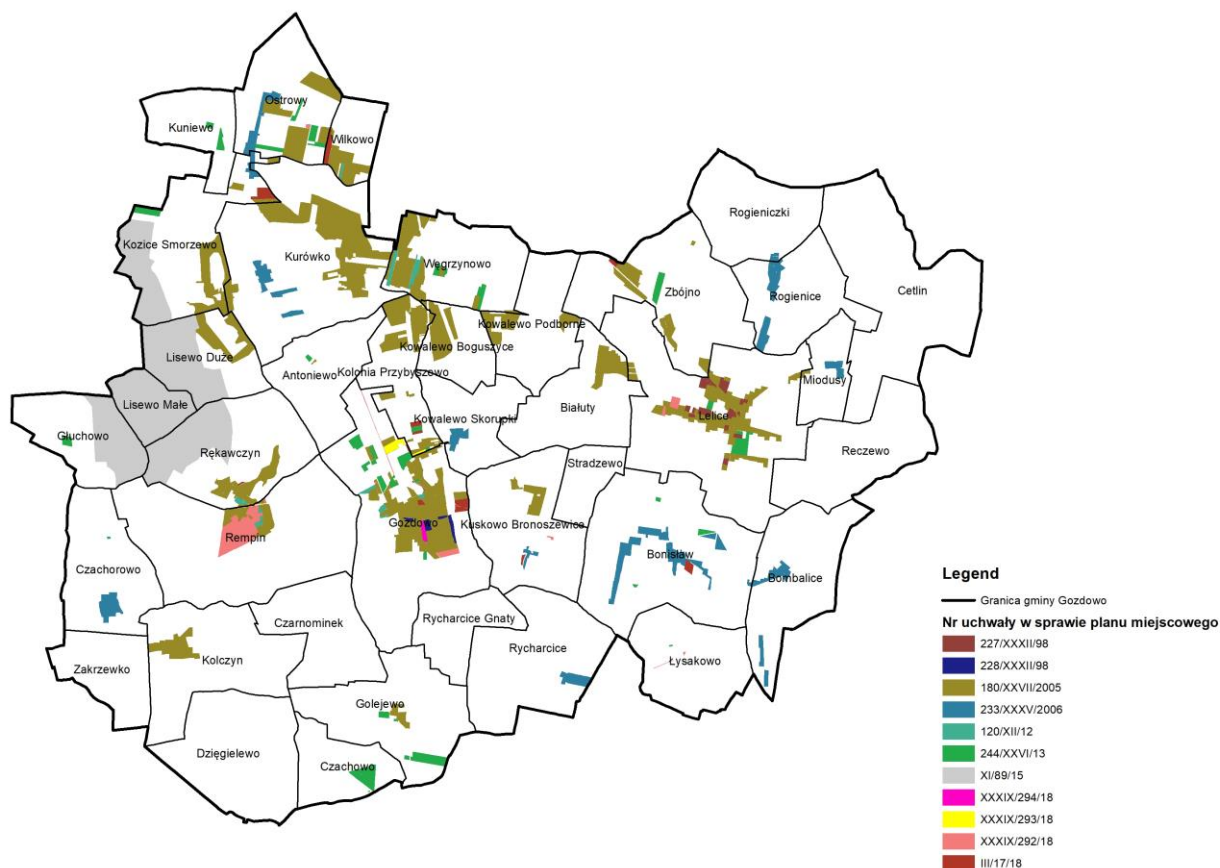 Ostrowy
Kuniewo
Wilkowo
Rogieniczki
Kozice Smorzewo
Kurówko
Węgrzynowo
Zbójno
Rogienice
Cetlin
Kowalewo Podborne
Lisewo Duże
Kowalewo Boguszyce
Antoniewo
Kolonia Przybyszewo
Miodusy
Lisewo Małe
Białuty
Kowalewo Skorupki
Lelice
Głuchowo
Rękawczyn
Reczewo
Stradzewo
Gozdowo
Kuskowo Bronoszewice
Rempin
Bonisław
Czachorowo
Bombalice
Rycharcice Gnaty
Czarnominek
Rycharcice
Zakrzewko
Kolczyn
Łysakowo
Golejewo
Dzięgielewo
Czachowo
Legend
Granica gminy Gozdowo
Nr uchwały w sprawie planu miejscowego
227/XXXII/98
228/XXXII/98
180/XXVII/2005
233/XXXV/2006
120/XII/12
244/XXVI/13
XI/89/15
XXXIX/294/18
XXXIX/293/18
XXXIX/292/18
III/17/18